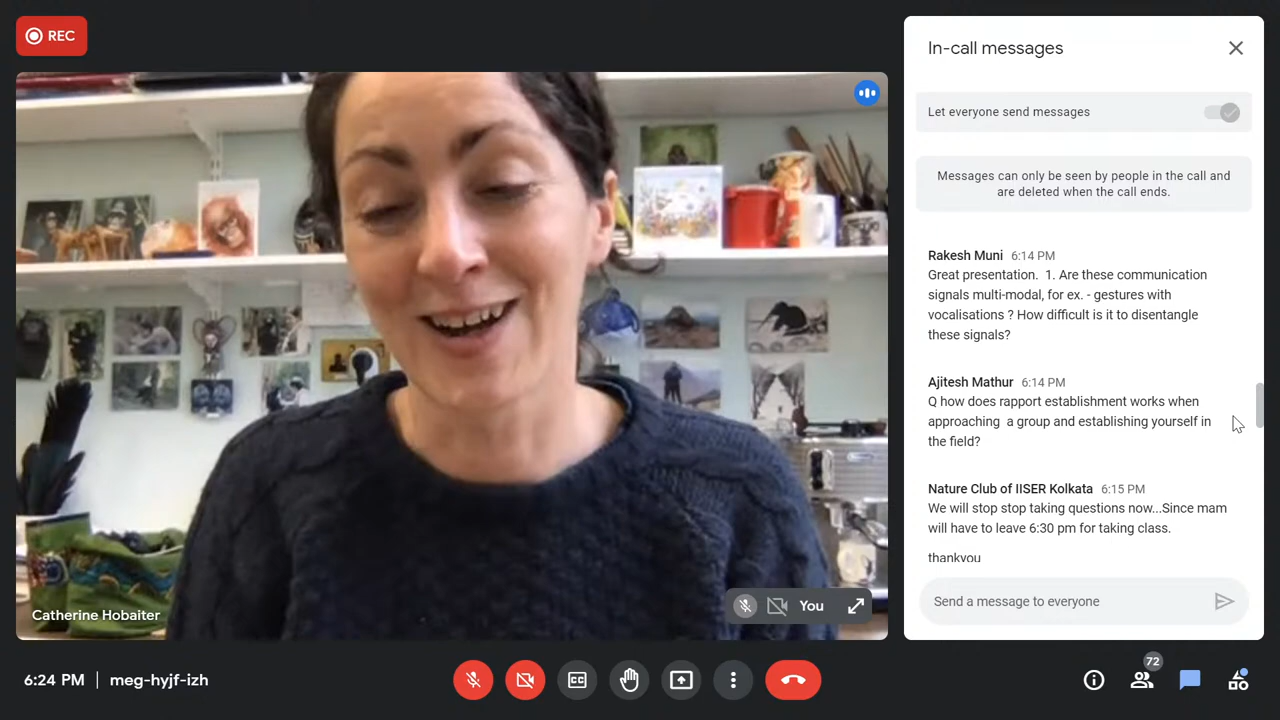 REC
In-call messages
Let everyone send messages
Messages can only be seen by people in the call and
are deleted when the call ends.
Rakesh Muni 6:14 PM
Great presentation.  1. Are these communication
signals multi-modal, for ex. - gestures with
vocalisations ? How difficult is it to disentangle
these signals?
Ajitesh Mathur 6:14 PM
Q how does rapport establishment works when
approaching  a group and establishing yourself in
the field?
Nature Club of IISER Kolkata 6:15 PM
We will stop stop taking questions now...Since mam
will have to leave 6:30 pm for taking class.
thankyou
Send a message to everyone
Catherine Hobaiter
You
6:24 PM | meg-hyjf-izh
CC
72